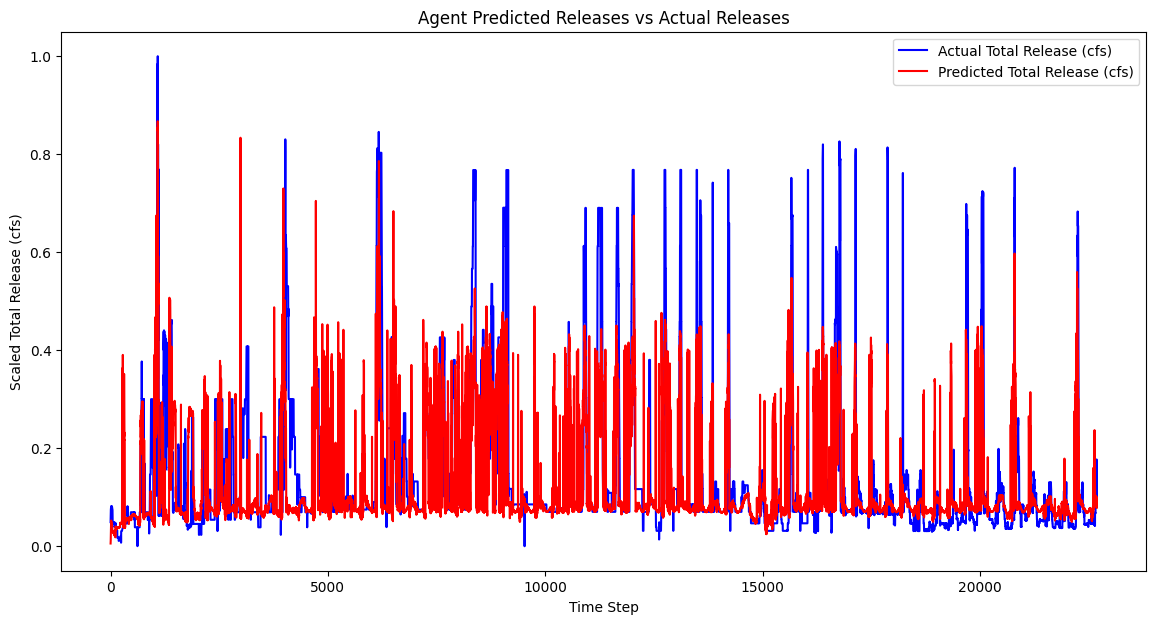 Agent Predicted Releases vs Actual Releases
Actual Total Release (cfs)
Predicted Total Release (cfs)
Scaled Total Release (cfs)
1.0
0.8
0.6
0.4
0.2
0.0
0 5000 10000 15000 20000
Time Step